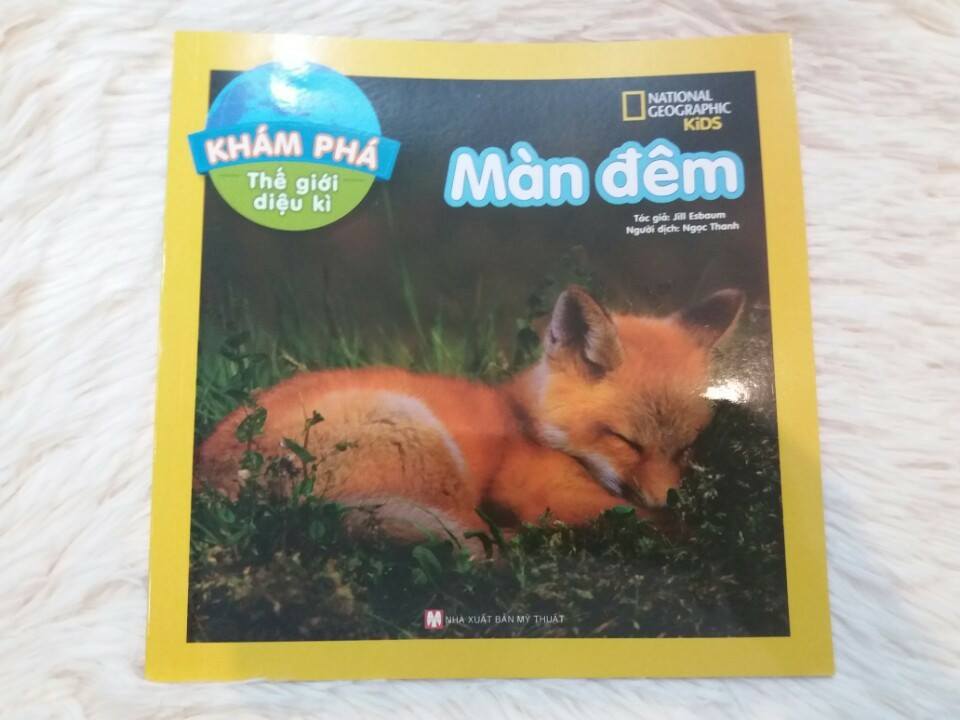 KHÁM PHÁ
Thế giới
diệu kì
NATIONAL
GEOGRAPHIC
KiDS
Màn đêm
Tác giả: Jill Esbaum
Người dịch: Ngọc Thanh
NHÀ XUẤT BẢN MỸ THUẬT